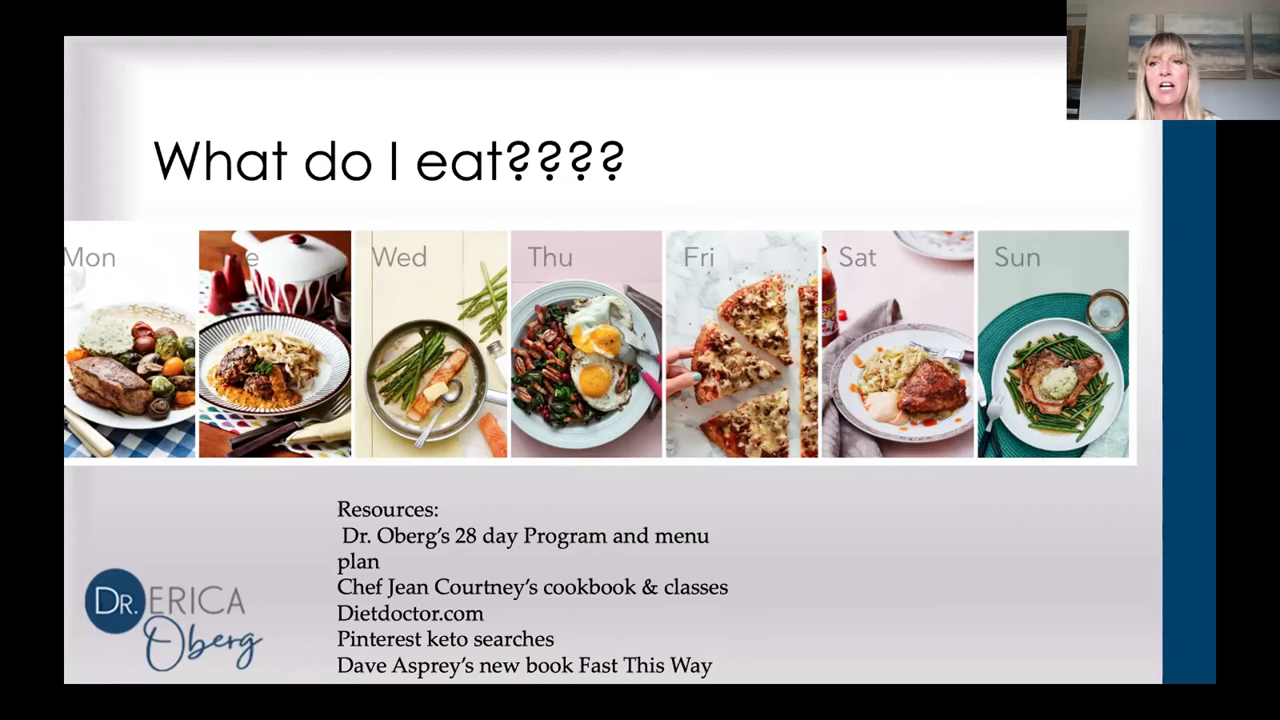 What do I eat????
Mon
Tue
Wed
Thu
Fri
Sat
Sun
Resources:
Dr. Oberg’s 28 day Program and menu
plan
Chef Jean Courtney’s cookbook & classes
Dietdoctor.com
Pinterest keto searches
Dave Asprey’s new book Fast This Way
DR. ERICA
Oberg